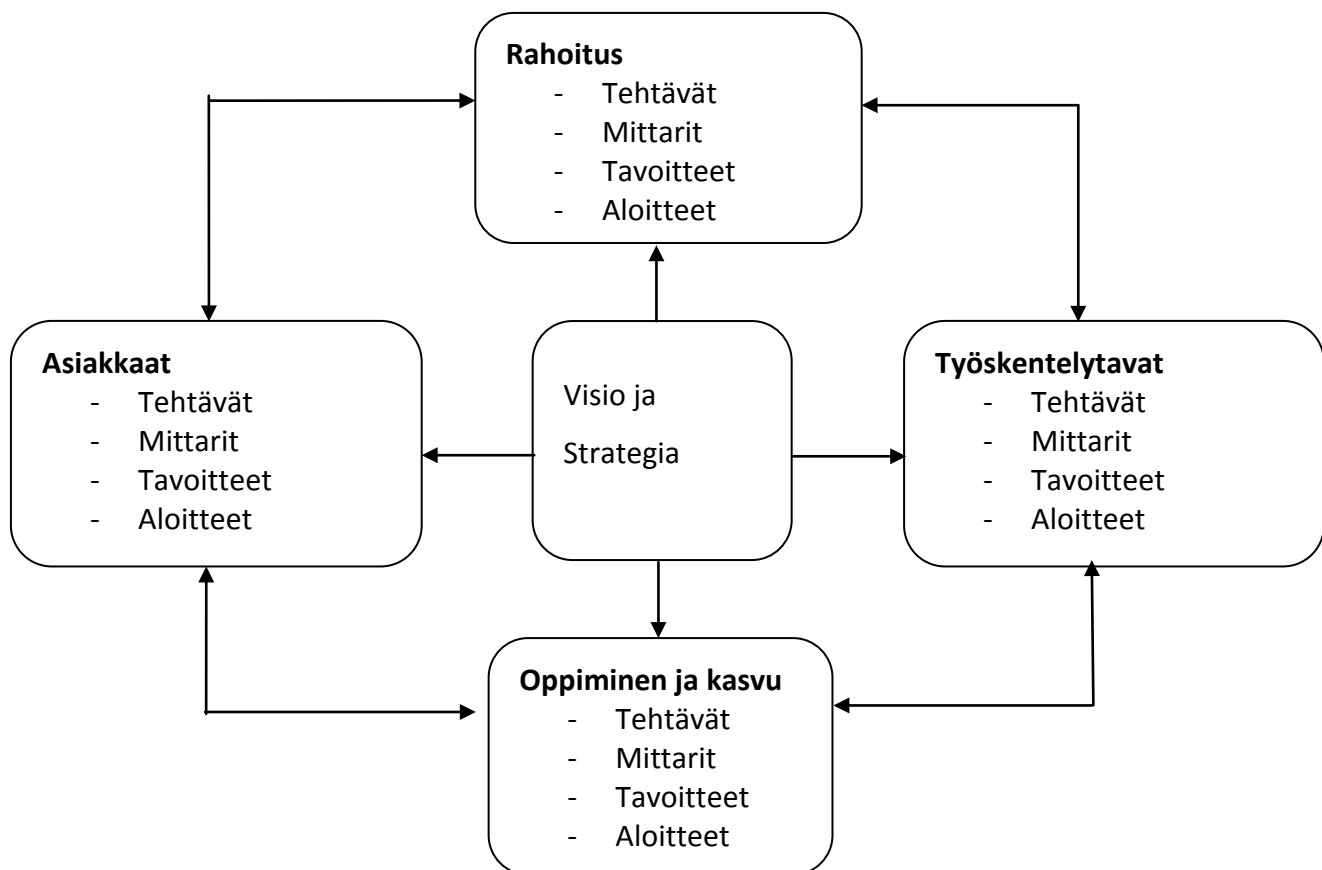 Rahoitus
- Tehtävät
- Mittarit
- Tavoitteet
- Aloitteet
Asiakkaat
- Tehtävät
- Mittarit
- Tavoitteet
- Aloitteet
Visio ja
Strategia
Työskentelytavat
- Tehtävät
- Mittarit
- Tavoitteet
- Aloitteet
Oppiminen ja kasvu
- Tehtävät
- Mittarit
- Tavoitteet
- Aloitteet